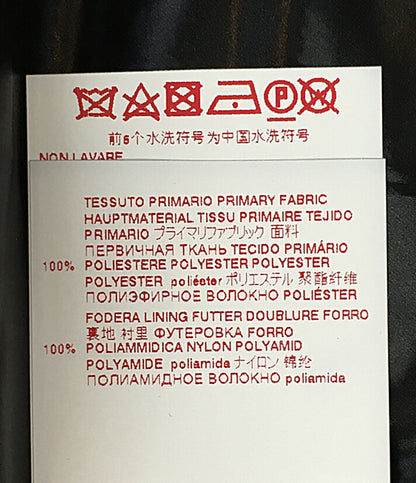 P W
前5个水洗符号为中国水洗符号
NON LAVARE
TESSUTO PRIMARIO PRIMARY FABRIC
HAUPTMATERIAL TISSU PRIMAIRE TEJIDO
PRIMARIO プライマリファブリック 面料
ПЕРВИЧНАЯ ТКАНЬ TECIDO PRIMÁRIO
100% POLIESTERE POLYESTER POLYESTER
POLYESTER poliéster ポリエステル 聚酯纤维
ПОЛИЭФИРНОЕ ВОЛОКНО POLIÉSTER
FODERA LINING FUTTER DOUBLURE FORRO
裏地 衬里 ФУТЕРОВКА FORRO
100% POLIAMMIDICA NYLON POLYAMID
POLYAMIDE poliamida ナイロン 锦纶
ПОЛИАМИДНОЕ ВОЛОКНО poliamida